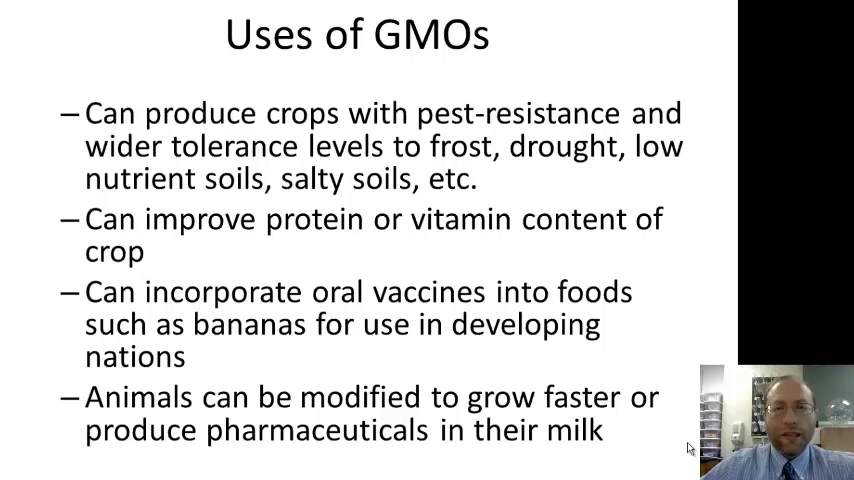 Uses of GMOs
– Can produce crops with pest-resistance and
wider tolerance levels to frost, drought, low
nutrient soils, salty soils, etc.
– Can improve protein or vitamin content of
crop
– Can incorporate oral vaccines into foods
such as bananas for use in developing
nations
– Animals can be modified to grow faster or
produce pharmaceuticals in their milk